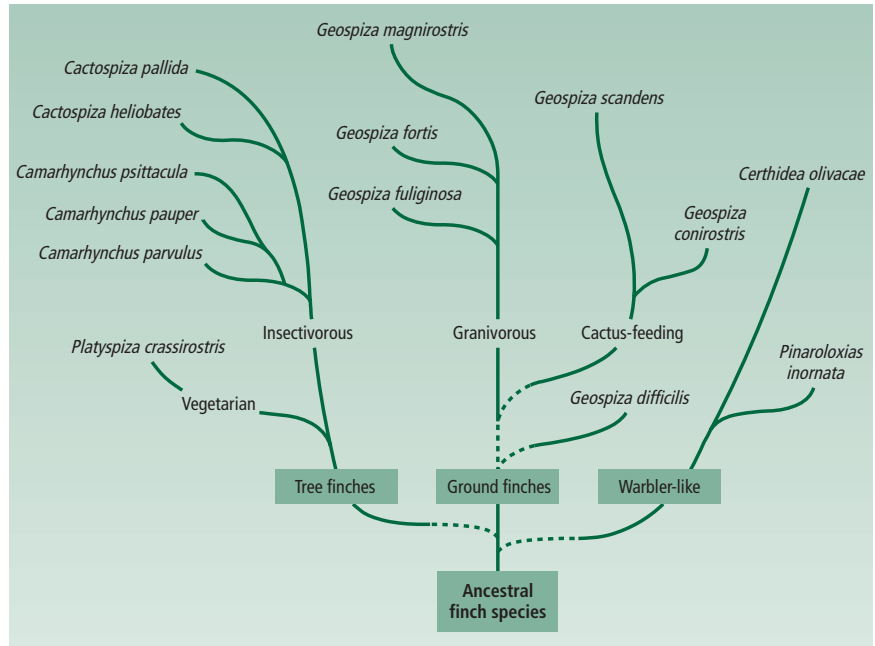 Geospiza magnirostris
Cactospiza pallida
Geospiza scandens
Cactospiza heliobates
Geospiza fortis
Camarhynchus psittacula
Certhidea olivacae
Geospiza fuliginosa
Camarhynchus pauper
Geospiza
conirostris
Camarhynchus parvulus
Insectivorous
Granivorous
Cactus-feeding
Platyspiza crassirostris
Pinaroloxias
inornata
Vegetarian
Geospiza difficilis
Tree finches
Ground finches
Warbler-like
Ancestral
finch species